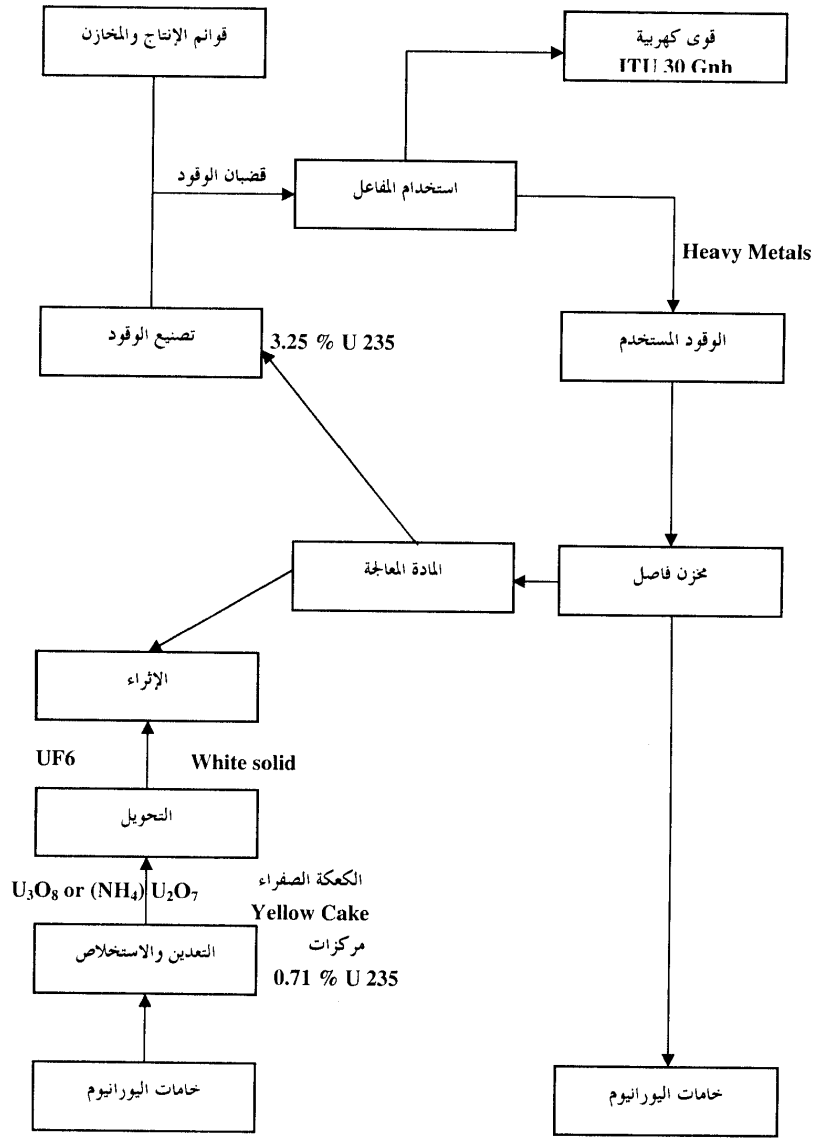 قوائم الإنتاج والمخازن
قوى كهربية
ITU 30 Gnh
قضبان الوقود
استخدام المفاعل
Heavy Metals
تصنيع الوقود
3.25 % U 235
الوقود المستخدم
المادة المعالجة
مخزن فاصل
الإثراء
UF6
White solid
التحويل
U₃O₈ or (NH₄) U₂O₇
الكعكة الصفراء
Yellow Cake
التعدين والاستخلاص
مركزات
0.71 % U 235
خامات اليورانيوم
خامات اليورانيوم